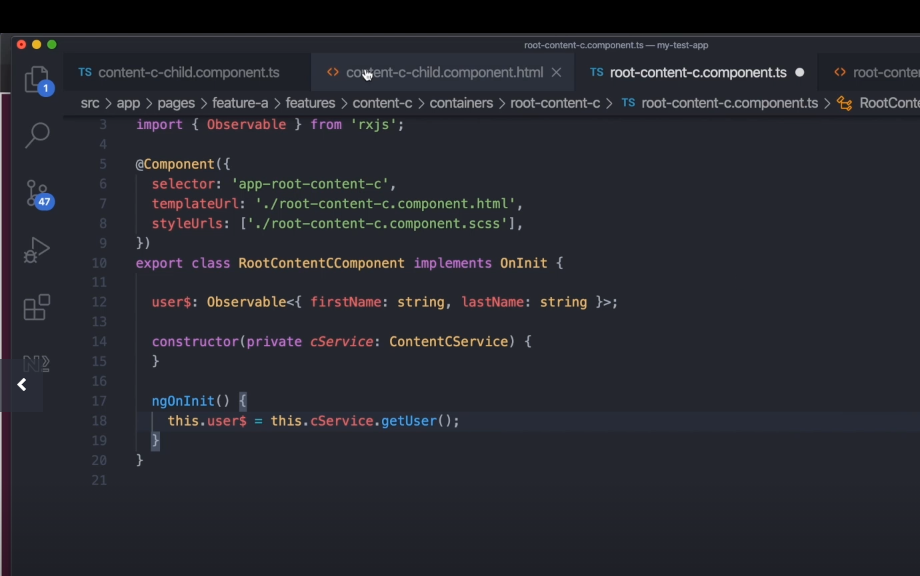 root-content-c.component.ts — my-test-app
TS content-c-child.component.ts
<> content-c-child.component.html ×
TS root-content-c.component.ts
<> root-conte
1
src > app > pages > feature-a > features > content-c > containers > root-content-c > TS root-content-c.component.ts > RootConte
3 import { Observable } from 'rxjs';
4
5 @Component({
6 selector: 'app-root-content-c',
7 templateUrl: './root-content-c.component.html',
8 styleUrls: ['./root-content-c.component.scss'],
9 })
10 export class RootContentCComponent implements OnInit {
11
12 user$: Observable<{ firstName: string, lastName: string }>;
13
14 constructor(private cService: ContentCService) {
15 }
16
17 ngOnInit() {
18 this.user$ = this.cService.getUser();
19 }
20 }
21
47